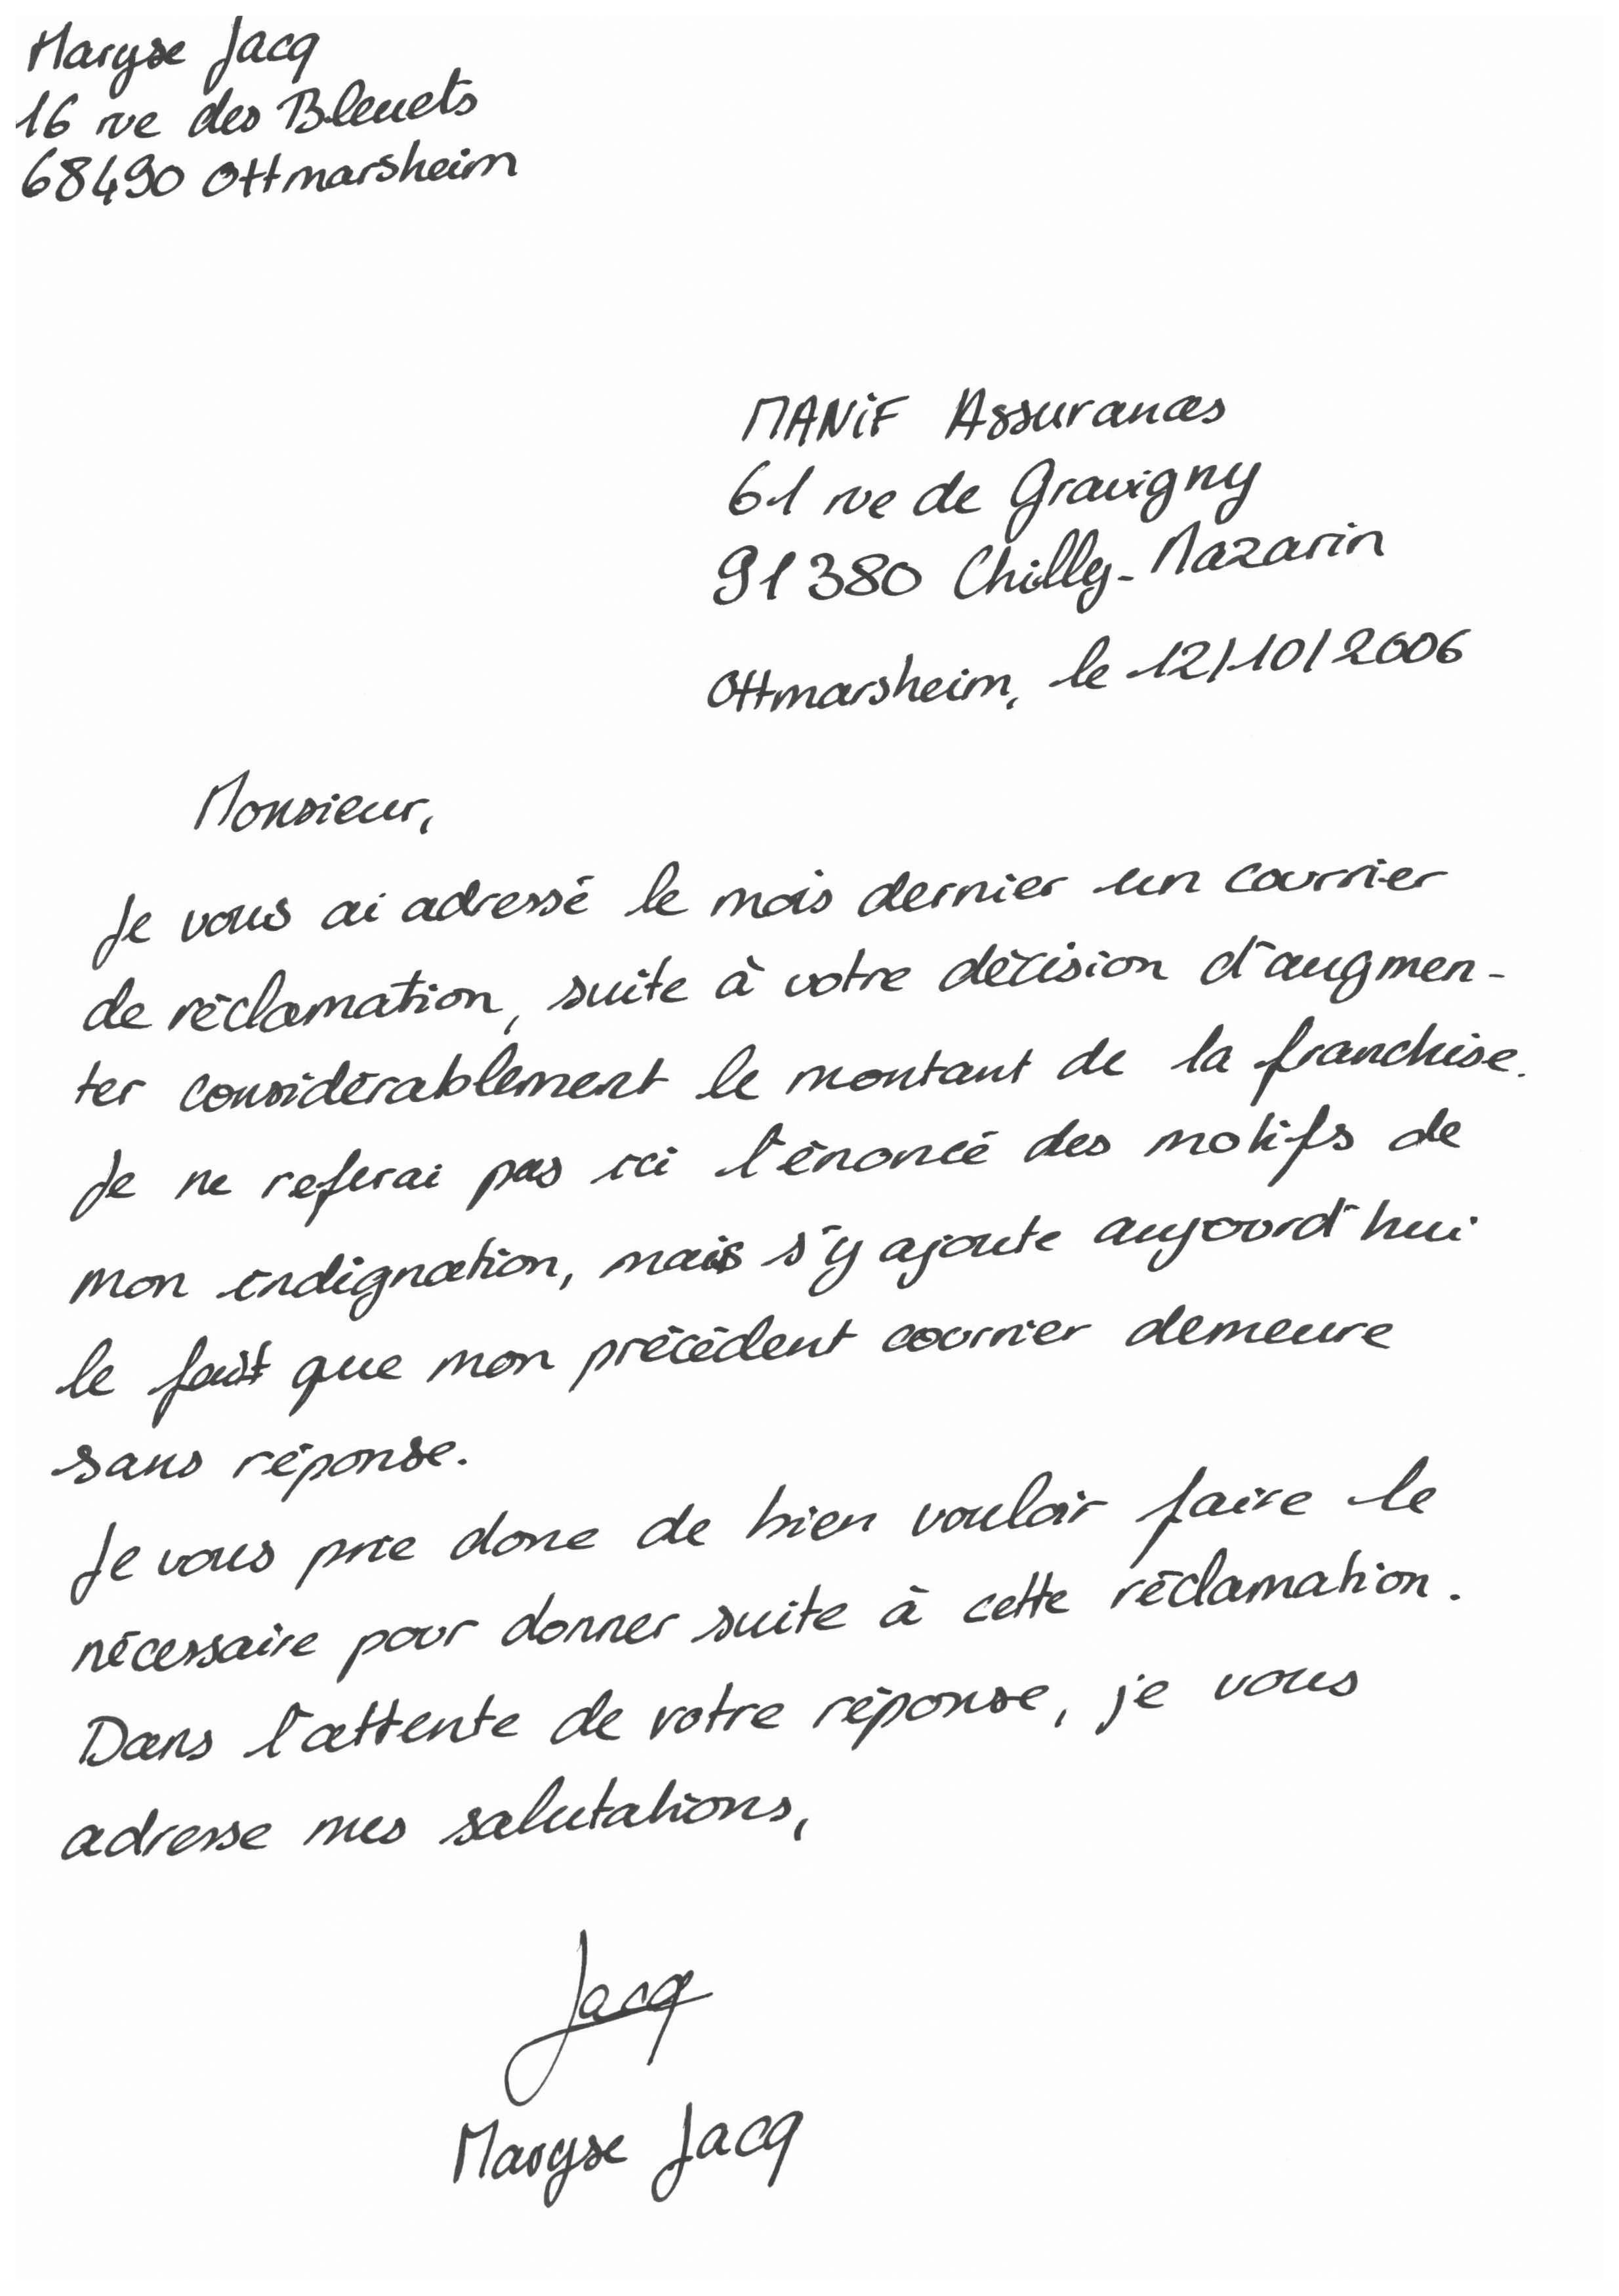 Maryse Jacq
16 rue des Bleuets
68490 Ottmarsheim
MANiF Assurances
61 rue de Gravigny
91380 Chilly-Mazarin
Ottmarsheim, le 12/10/2006
Monsieur,
Je vous ai adressé le mois dernier un courrier
de réclamation, suite à votre décision d'augmen-
ter considérablement le montant de la franchise.
Je ne referai pas ici l'énoncé des motifs de
mon indignation, mais s'y ajoute aujourd'hui
le fait que mon précédent courrier demeure
sans réponse.
Je vous prie donc de bien vouloir faire le
nécessaire pour donner suite à cette réclamation.
Dans l'attente de votre réponse, je vous
adresse mes salutations,
Jacq
Maryse Jacq